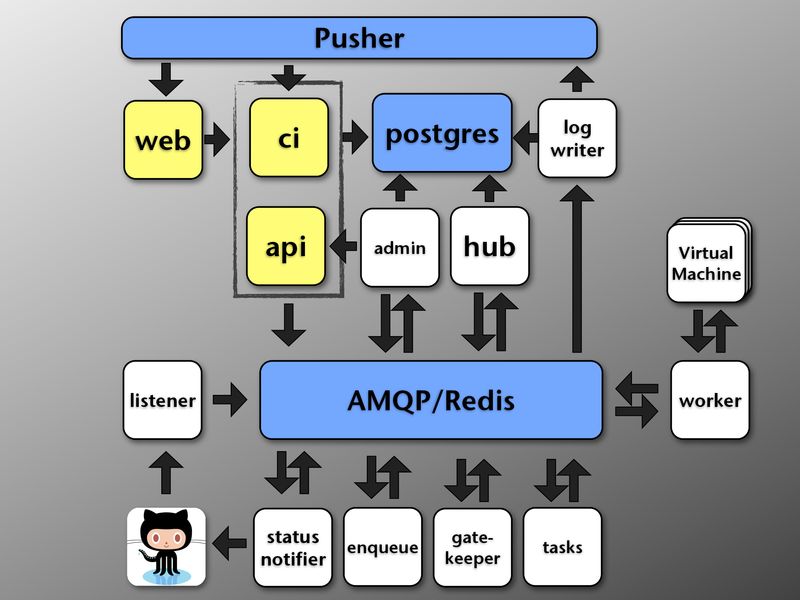 Pusher
web
ci
postgres
log
writer
api
admin
hub
Virtual
Machine
listener
AMQP/Redis
worker
status
notifier
enqueue
gate-
keeper
tasks